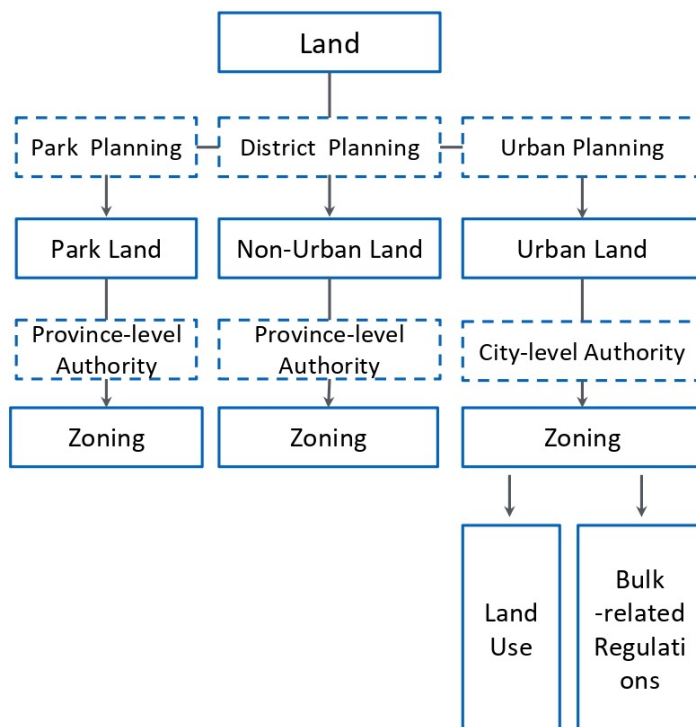 Land
Park Planning
District Planning
Urban Planning
Park Land
Non-Urban Land
Urban Land
Province-level
Authority
Province-level
Authority
City-level Authority
Zoning
Zoning
Zoning
Land
Use
Bulk
-related
Regulati
ons